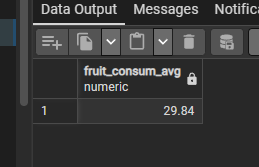 Data Output Messages Notifica
fruit_consum_avg
numeric
1 29.84